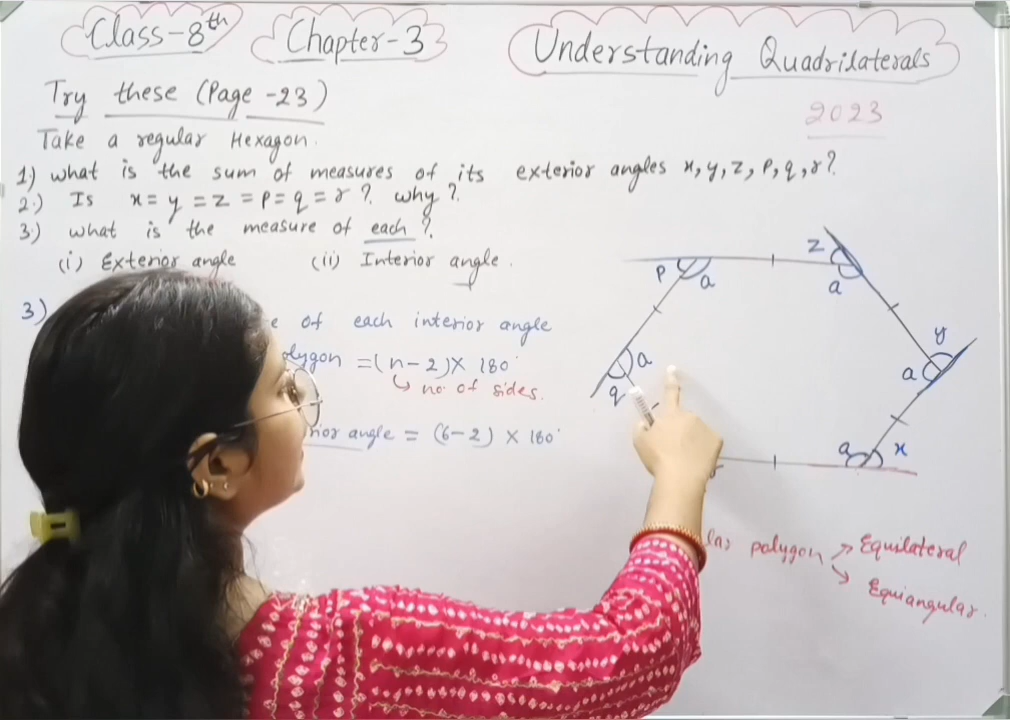 Class-8th Chapter-3 Understanding Quadrilaterals
2023
Try these (Page-23)
Take a regular Hexagon.
1) what is the sum of measures of its exterior angles x, y, z, p, q, r?
2.) Is x = y = z = p = q = r? why?
3.) what is the measure of each?
(i) Exterior angle (ii) Interior angle.
3) of each interior angle
= (n-2) × 180°
no. of sides.
angle = (6-2) × 180°
z
p a
a
y
a
a
q
a x
polygon Equilateral
Equiangular.